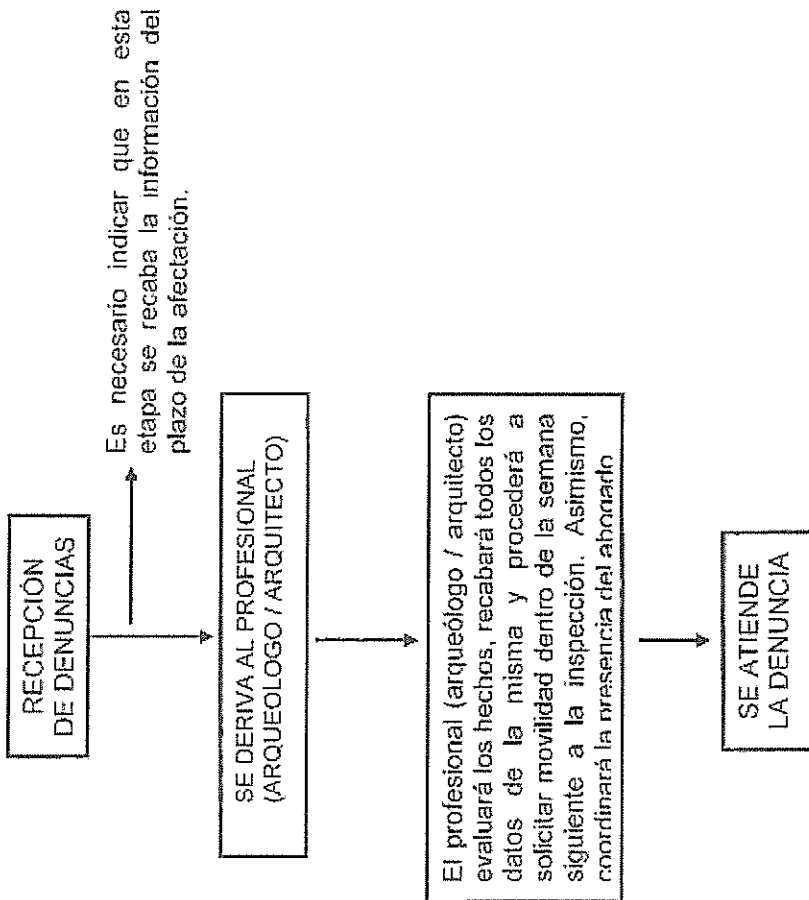 RECEPCIÓN
DE DENUNCIAS
Es necesario indicar que en esta
etapa se recaba la información del
plazo de la afectación.
SE DERIVA AL PROFESIONAL
(ARQUEOLOGO / ARQUITECTO)
El profesional (arqueólogo / arquitecto)
evaluará los hechos, recabará todos los
datos de la misma y procederá a
solicitar movilidad dentro de la semana
siguiente a la inspección. Asimismo,
coordinará la presencia del abogado
SE ATIENDE
LA DENUNCIA